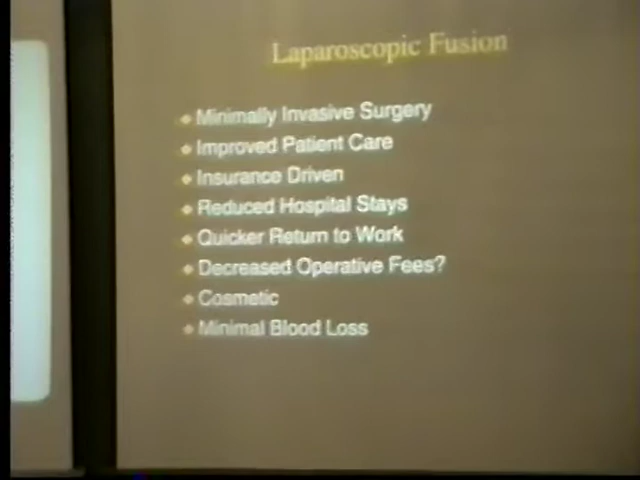 Laparoscopic Fusion
Minimally Invasive Surgery
Improved Patient Care
Insurance Driven
Reduced Hospital Stays
Quicker Return to Work
Decreased Operative Fees?
Cosmetic
Minimal Blood Loss